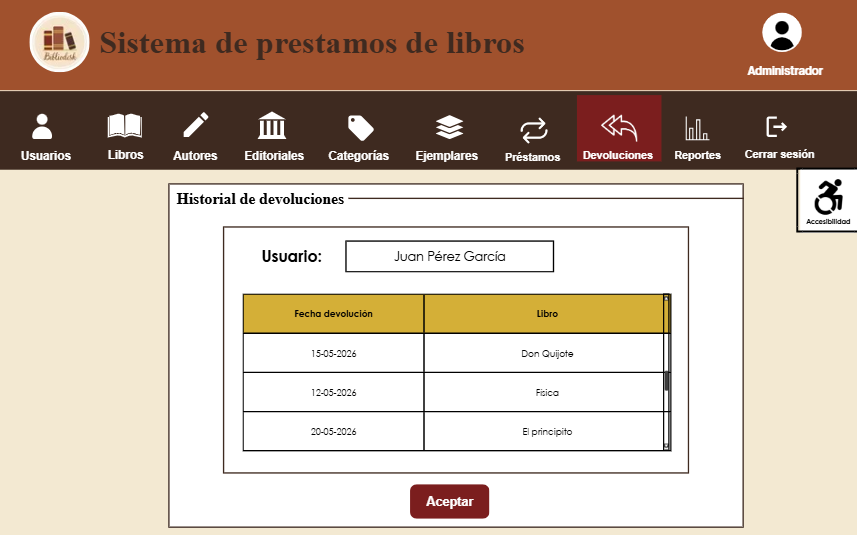 Sistema de prestamos de libros
Bibliodesk
Administrador
Usuarios Libros Autores Editoriales Categorías Ejemplares Préstamos Devoluciones Reportes Cerrar sesión
Accesibilidad
Historial de devoluciones
Usuario: Juan Pérez García
Fecha devolución Libro
15-05-2026 Don Quijote
12-05-2026 Física
20-05-2026 El principito
Aceptar